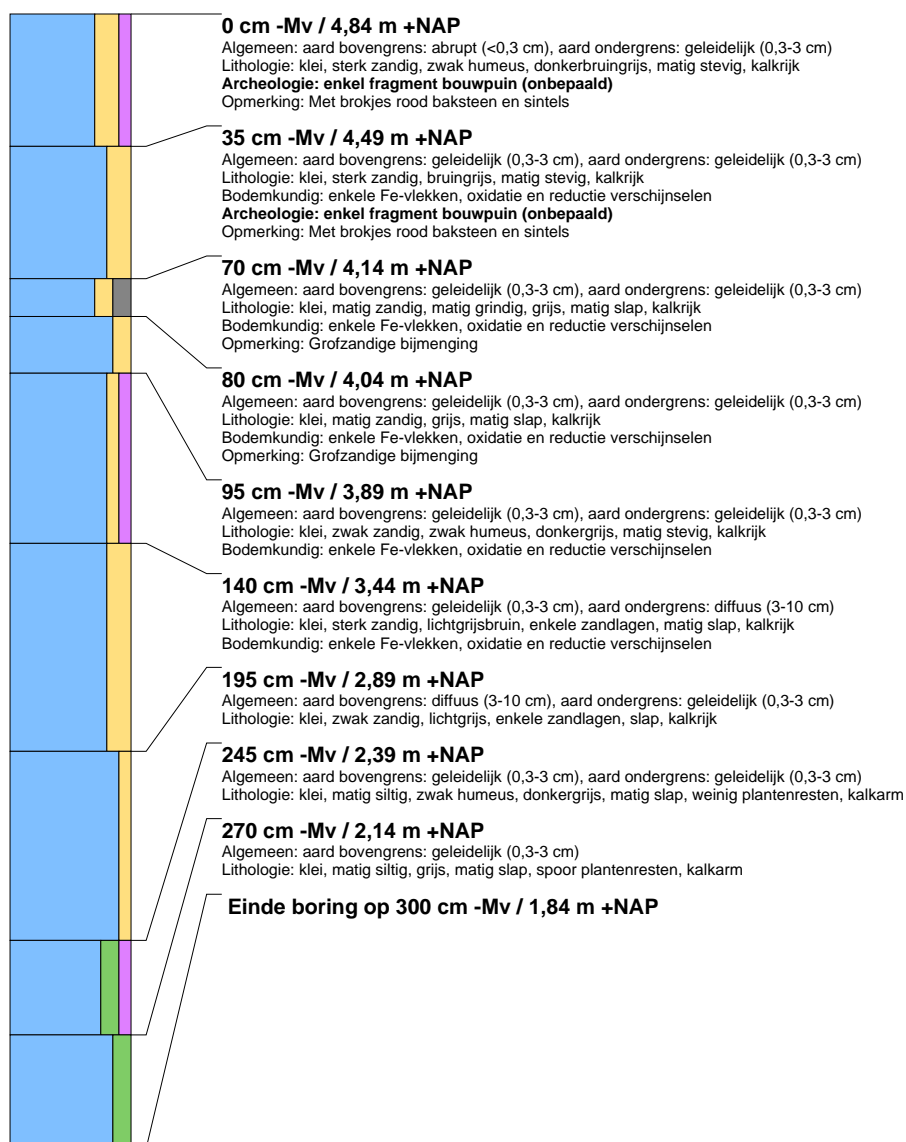 0 cm -Mv / 4,84 m +NAP
Algemeen: aard bovengrens: abrupt (<0,3 cm), aard ondergrens: geleidelijk (0,3-3 cm)
Lithologie: klei, sterk zandig, zwak humeus, donkerbruingrijs, matig stevig, kalkrijk
Archeologie: enkel fragment bouwpuin (onbepaald)
Opmerking: Met brokjes rood baksteen en sintels
35 cm -Mv / 4,49 m +NAP
Algemeen: aard bovengrens: geleidelijk (0,3-3 cm), aard ondergrens: geleidelijk (0,3-3 cm)
Lithologie: klei, sterk zandig, bruingrijs, matig stevig, kalkrijk
Bodemkundig: enkele Fe-vlekken, oxidatie en reductie verschijnselen
Archeologie: enkel fragment bouwpuin (onbepaald)
Opmerking: Met brokjes rood baksteen en sintels
70 cm -Mv / 4,14 m +NAP
Algemeen: aard bovengrens: geleidelijk (0,3-3 cm), aard ondergrens: geleidelijk (0,3-3 cm)
Lithologie: klei, matig zandig, matig grindig, grijs, matig slap, kalkrijk
Bodemkundig: enkele Fe-vlekken, oxidatie en reductie verschijnselen
Opmerking: Grofzandige bijmenging
80 cm -Mv / 4,04 m +NAP
Algemeen: aard bovengrens: geleidelijk (0,3-3 cm), aard ondergrens: geleidelijk (0,3-3 cm)
Lithologie: klei, matig zandig, grijs, matig slap, kalkrijk
Bodemkundig: enkele Fe-vlekken, oxidatie en reductie verschijnselen
Opmerking: Grofzandige bijmenging
95 cm -Mv / 3,89 m +NAP
Algemeen: aard bovengrens: geleidelijk (0,3-3 cm), aard ondergrens: geleidelijk (0,3-3 cm)
Lithologie: klei, zwak zandig, zwak humeus, donkergrijs, matig stevig, kalkrijk
Bodemkundig: enkele Fe-vlekken, oxidatie en reductie verschijnselen
140 cm -Mv / 3,44 m +NAP
Algemeen: aard bovengrens: geleidelijk (0,3-3 cm), aard ondergrens: diffuus (3-10 cm)
Lithologie: klei, sterk zandig, lichtgrijsbruin, enkele zandlagen, matig slap, kalkrijk
Bodemkundig: enkele Fe-vlekken, oxidatie en reductie verschijnselen
195 cm -Mv / 2,89 m +NAP
Algemeen: aard bovengrens: diffuus (3-10 cm), aard ondergrens: geleidelijk (0,3-3 cm)
Lithologie: klei, zwak zandig, lichtgrijs, enkele zandlagen, slap, kalkrijk
245 cm -Mv / 2,39 m +NAP
Algemeen: aard bovengrens: geleidelijk (0,3-3 cm), aard ondergrens: geleidelijk (0,3-3 cm)
Lithologie: klei, matig siltig, zwak humeus, donkergrijs, matig slap, weinig plantenresten, kalkarm
270 cm -Mv / 2,14 m +NAP
Algemeen: aard bovengrens: geleidelijk (0,3-3 cm)
Lithologie: klei, matig siltig, grijs, matig slap, spoor plantenresten, kalkarm
Einde boring op 300 cm -Mv / 1,84 m +NAP